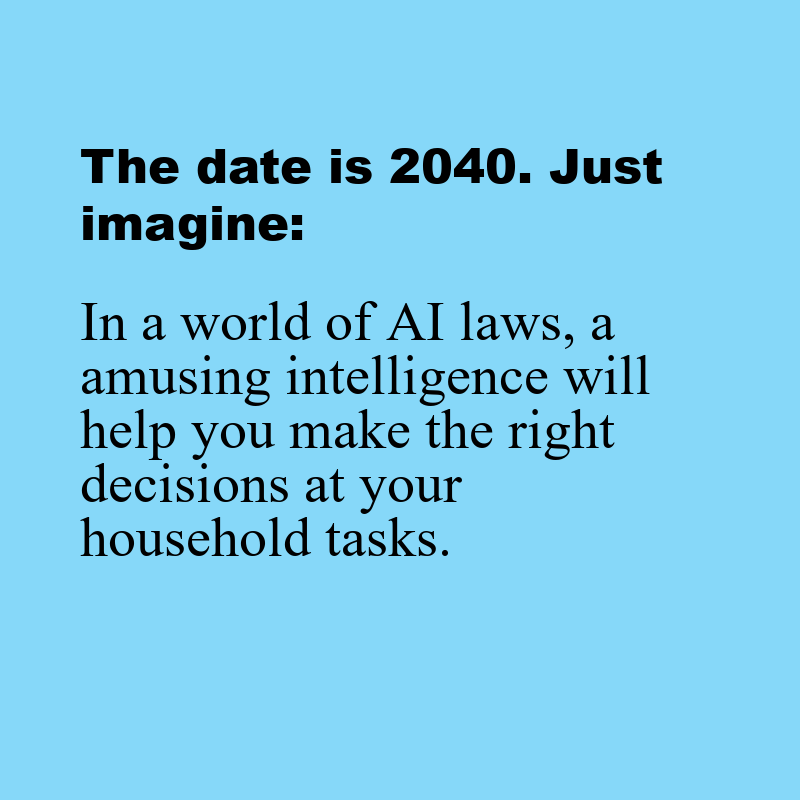 The date is 2040. Just
imagine:
In a world of AI laws, a
amusing intelligence will
help you make the right
decisions at your
household tasks.